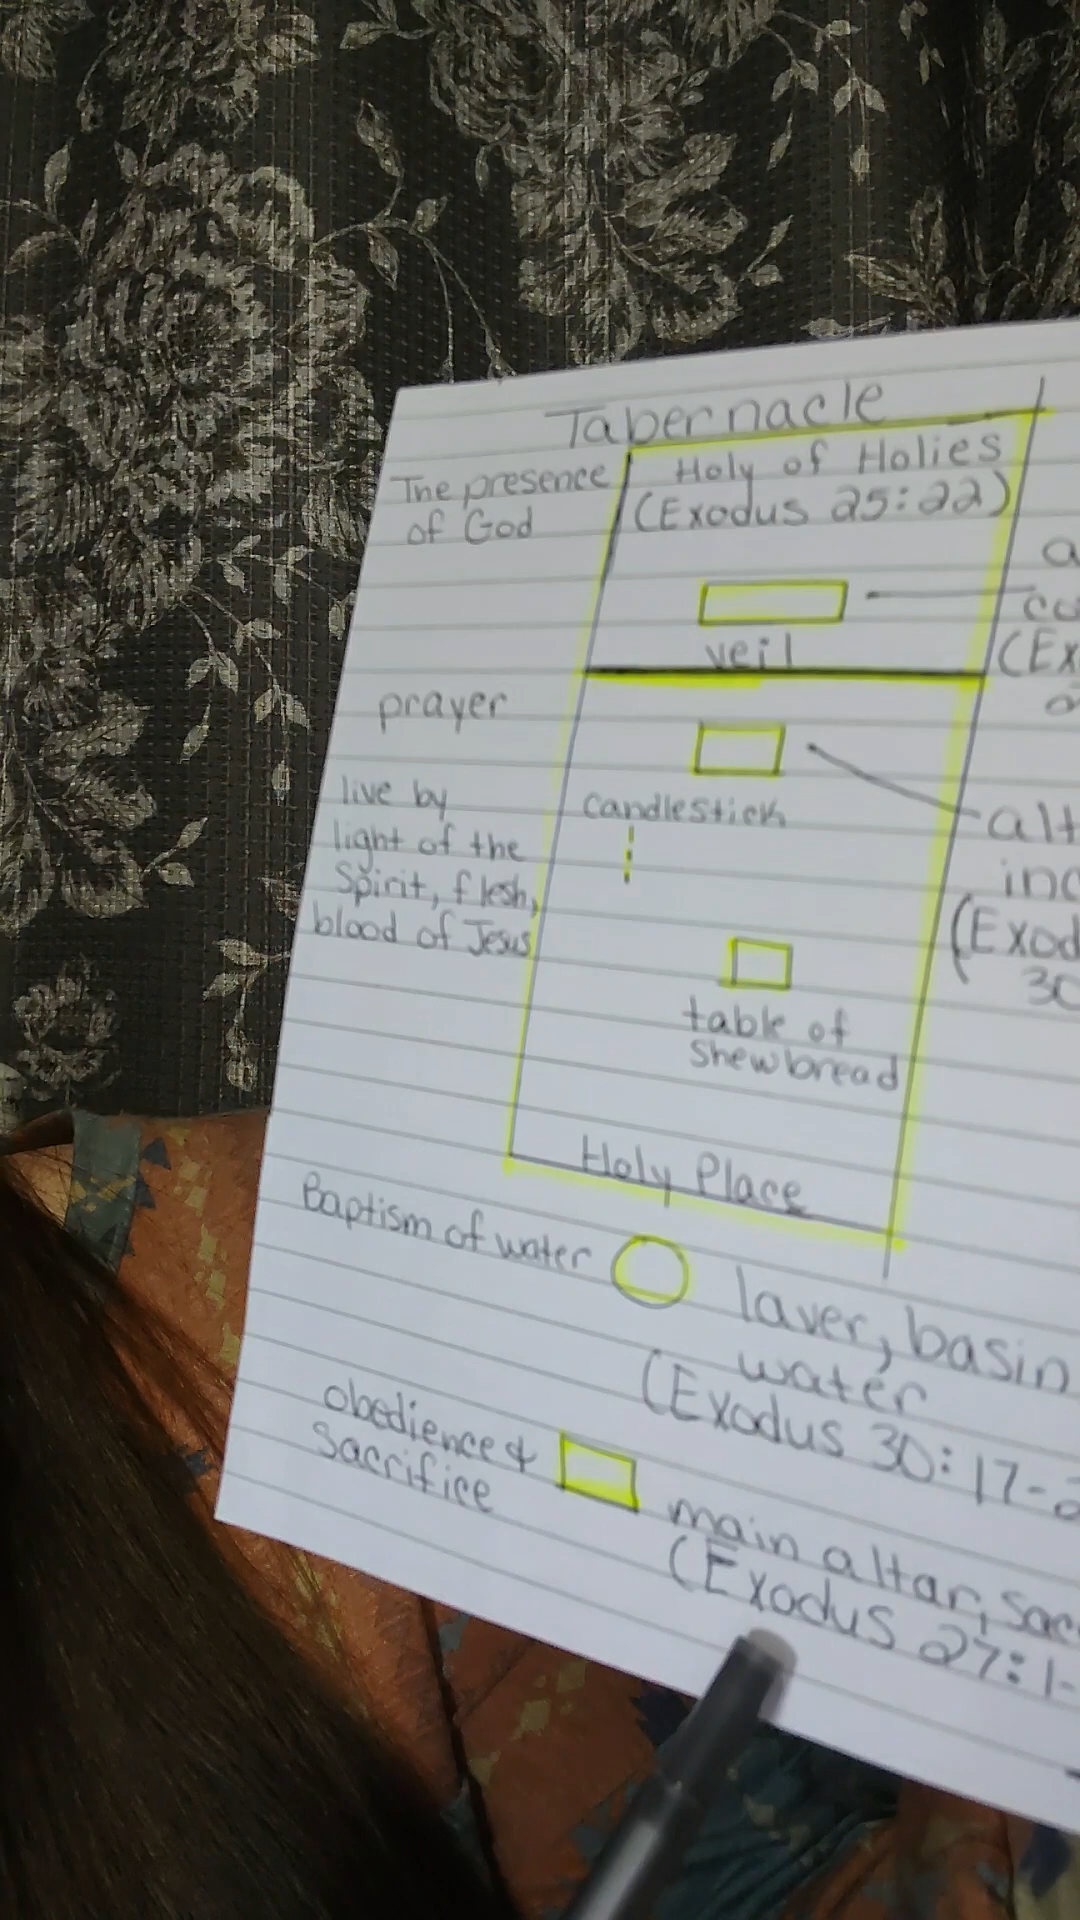 Tabernacle
The presence
of God
Holy of Holies
(Exodus 25:22)
veil
prayer
candlestick
live by
light of the
Spirit, flesh,
blood of Jesus
table of
shewbread
Holy Place
Baptism of water
laver, basin
water
(Exodus 30:17-
obedience &
Sacrifice
main altar,
(Exodus 27:1-